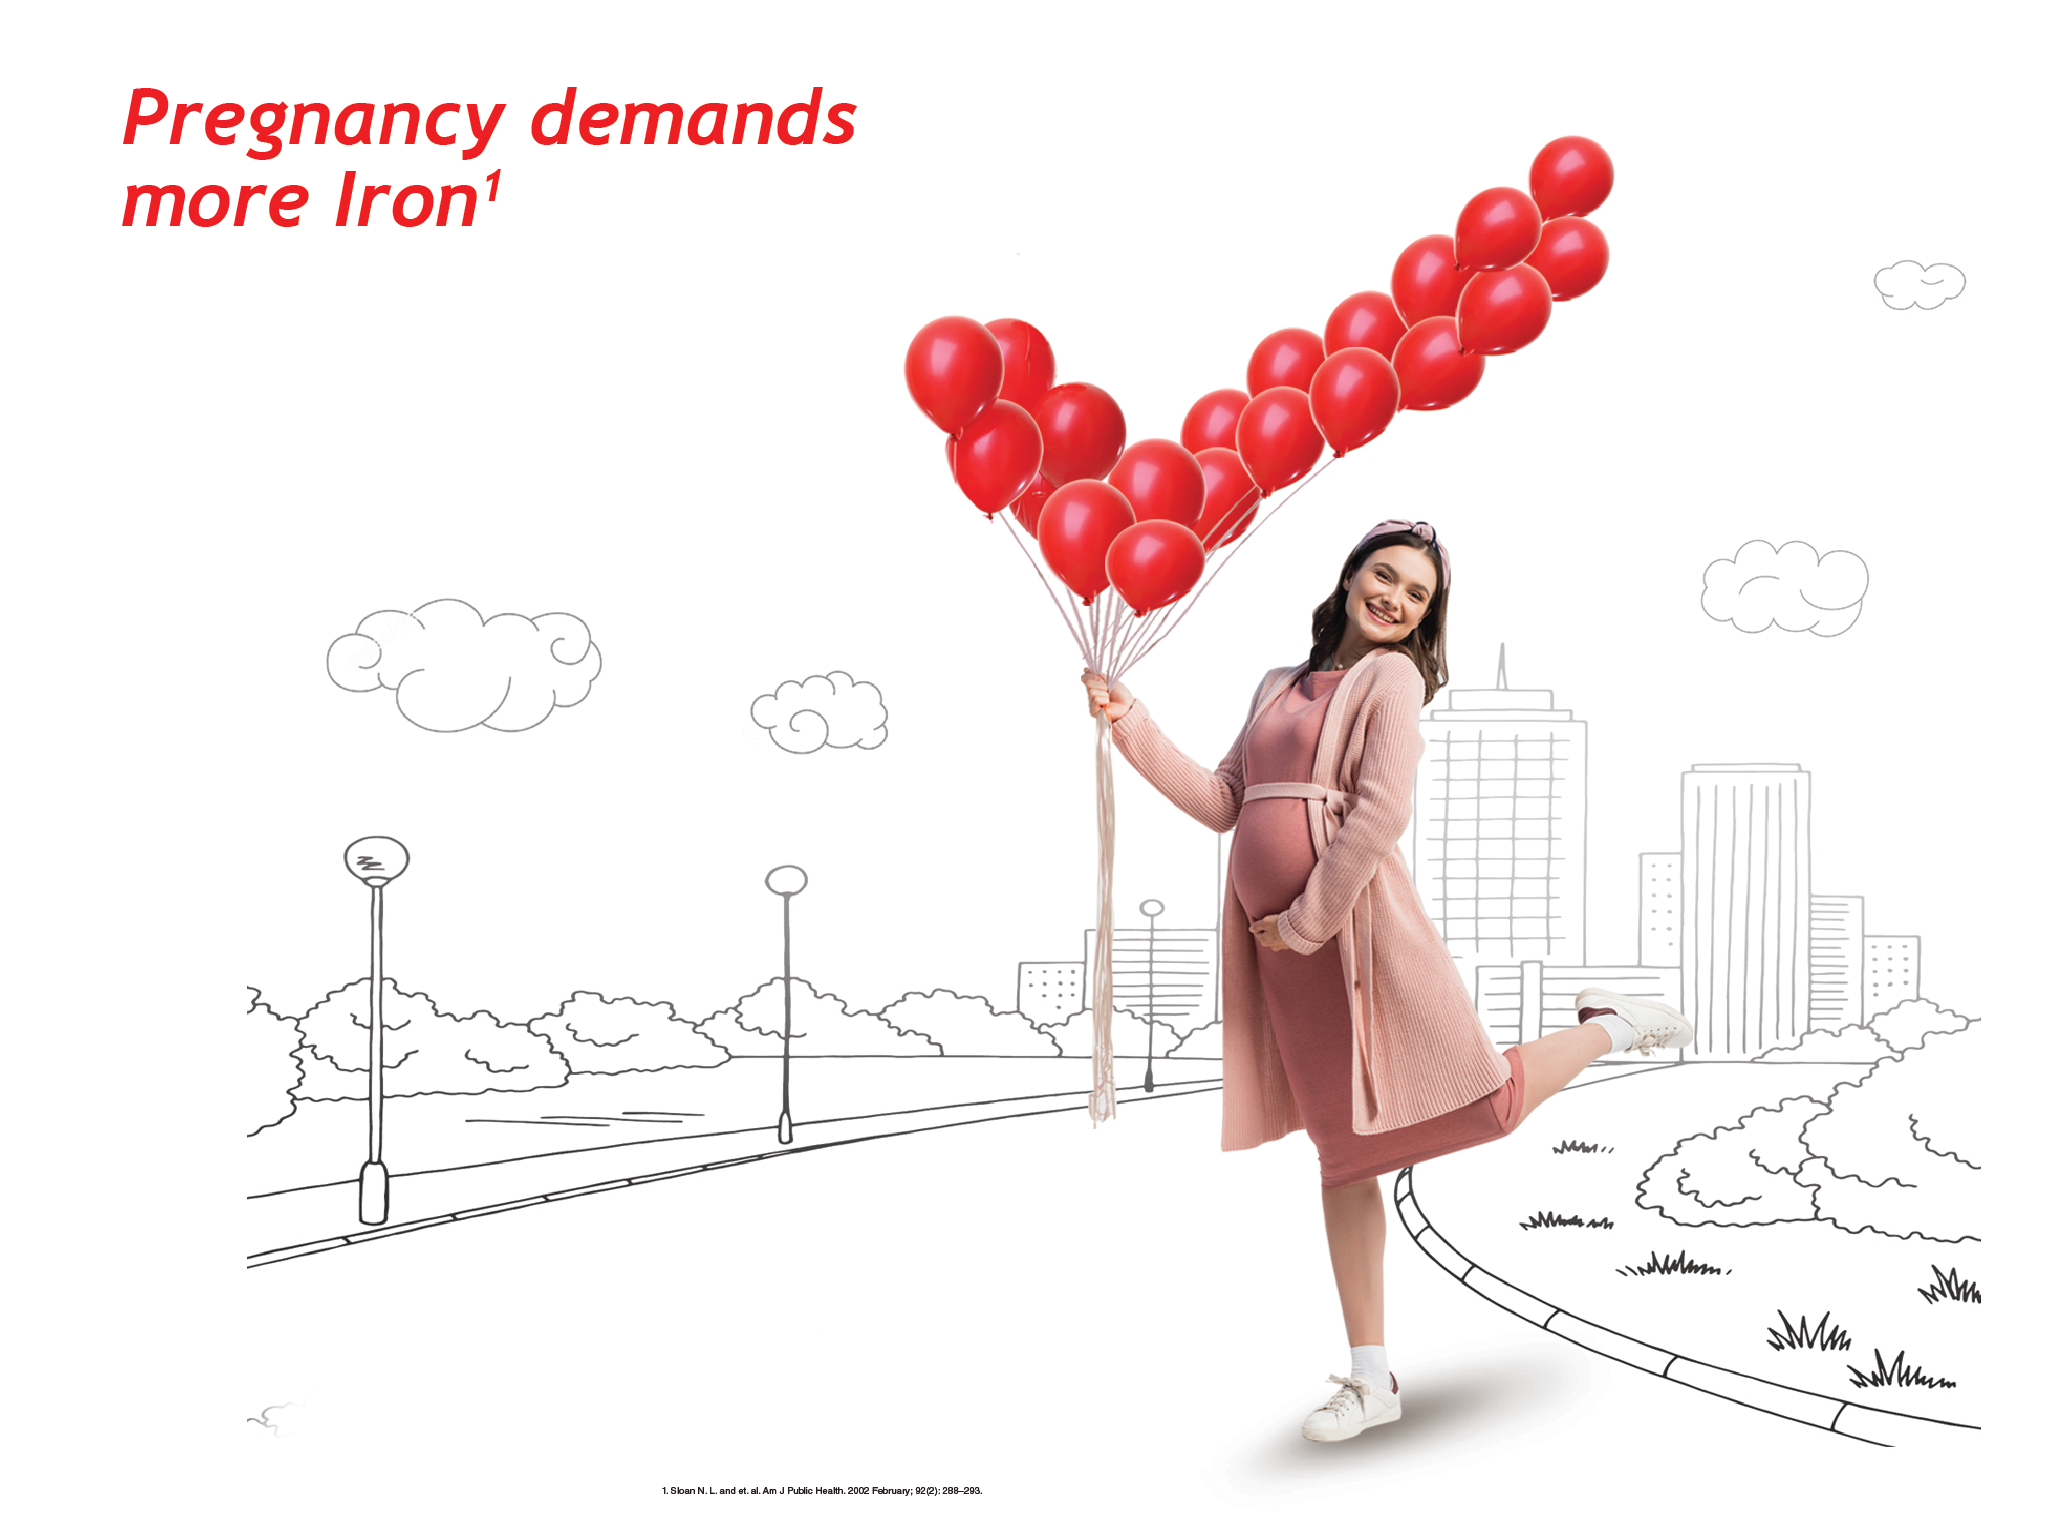 Pregnancy demands
more Iron¹
1. Sloan N. L. and et. al. Am J Public Health. 2002 February; 92(2): 288–293.